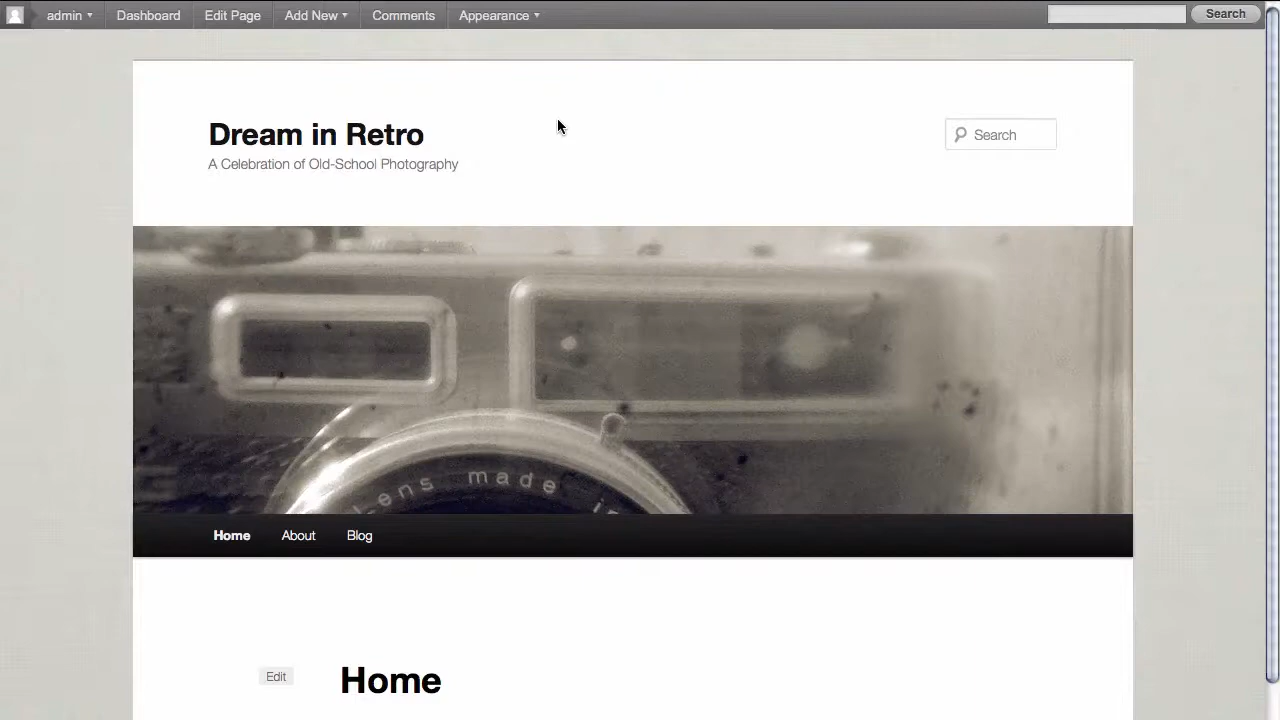 admin Dashboard Edit Page Add New Comments Appearance Search
Dream in Retro
Search
A Celebration of Old-School Photography
Lens made in
Home About Blog
Edit Home